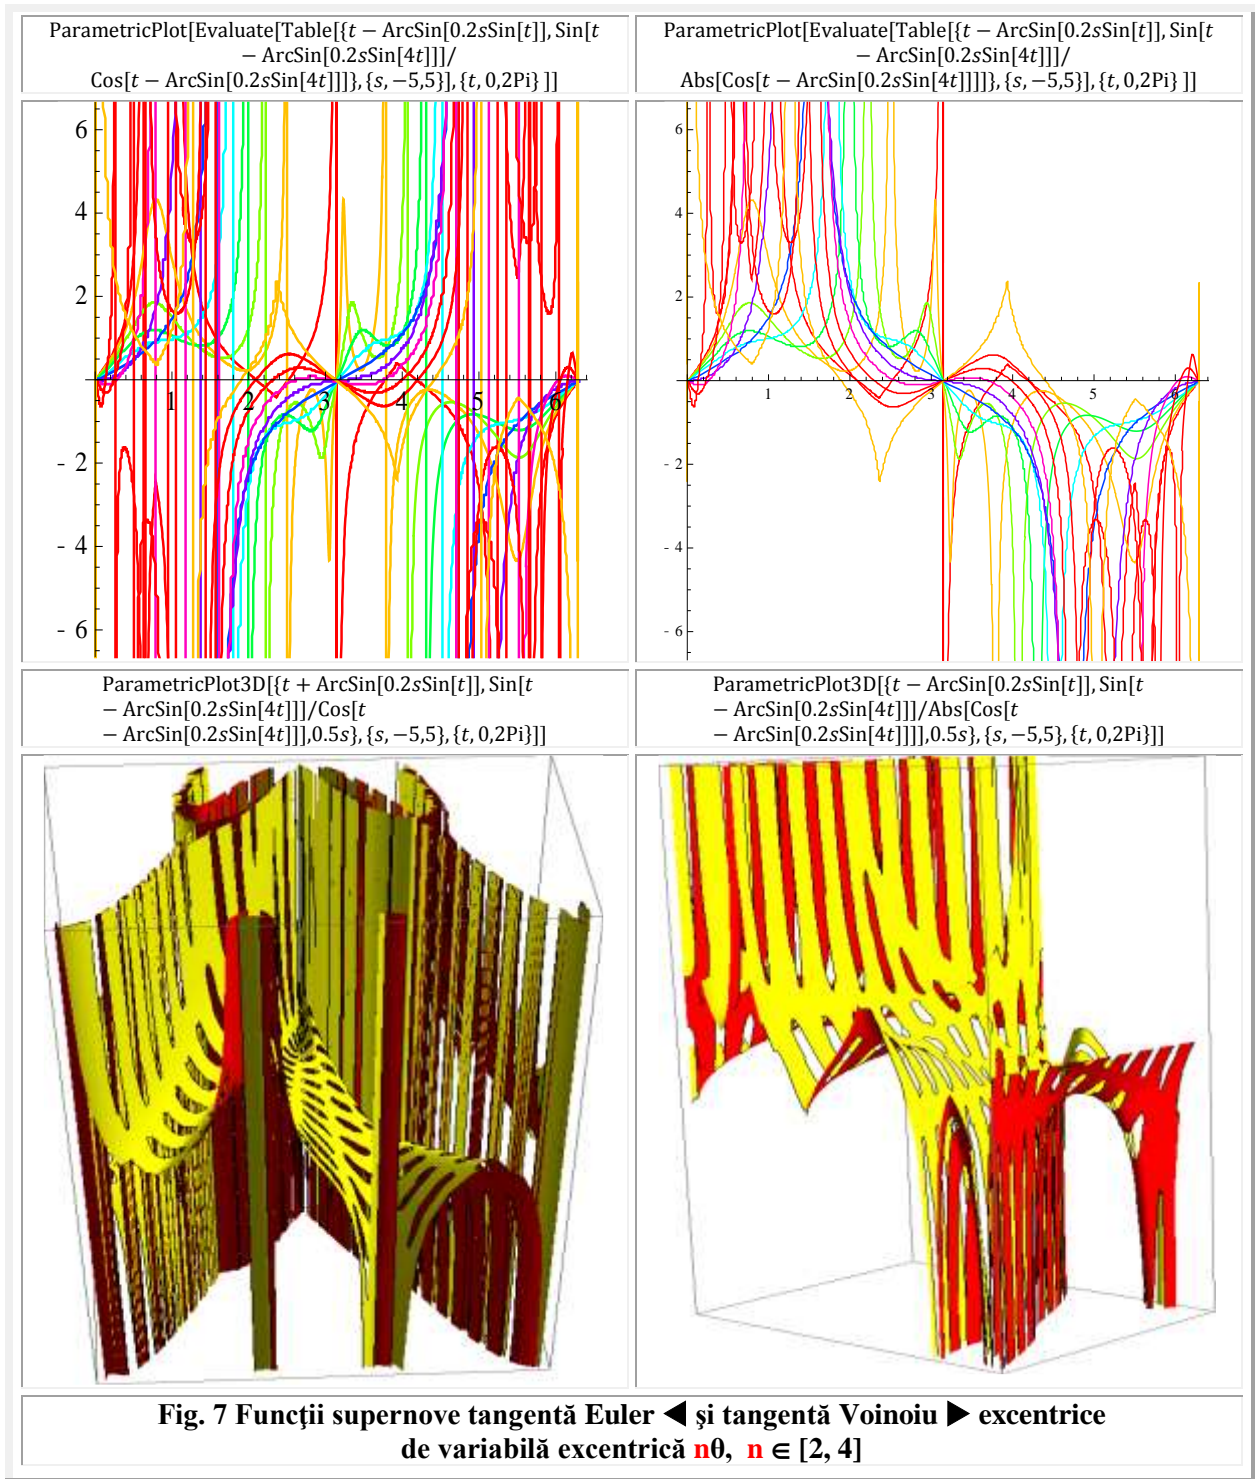 ParametricPlot[Evaluate[Table[{t − ArcSin[0.2sSin[t]], Sin[t
− ArcSin[0.2sSin[4t]]]/
Cos[t − ArcSin[0.2sSin[4t]]]}, {s, −5,5}], {t, 0,2Pi} ]]
ParametricPlot[Evaluate[Table[{t − ArcSin[0.2sSin[t]], Sin[t
− ArcSin[0.2sSin[4t]]]/
Abs[Cos[t − ArcSin[0.2sSin[4t]]]]}, {s, −5,5}], {t, 0,2Pi} ]]
6
4
2
1 2 3 4 5 6
- 2
- 4
- 6
6
4
2
1 2 3 4 5 6
- 2
- 4
- 6
ParametricPlot3D[{t + ArcSin[0.2sSin[t]], Sin[t
− ArcSin[0.2sSin[4t]]]/Cos[t
− ArcSin[0.2sSin[4t]]],0.5s}, {s, −5,5}, {t, 0,2Pi}]]
ParametricPlot3D[{t − ArcSin[0.2sSin[t]], Sin[t
− ArcSin[0.2sSin[4t]]]/Abs[Cos[t
− ArcSin[0.2sSin[4t]]]],0.5s}, {s, −5,5}, {t, 0,2Pi}]]
Fig. 7 Funcţii supernove tangentă Euler ◄ şi tangentă Voinoiu ► excentrice
de variabilă excentrică nθ, n ∈ [2, 4]